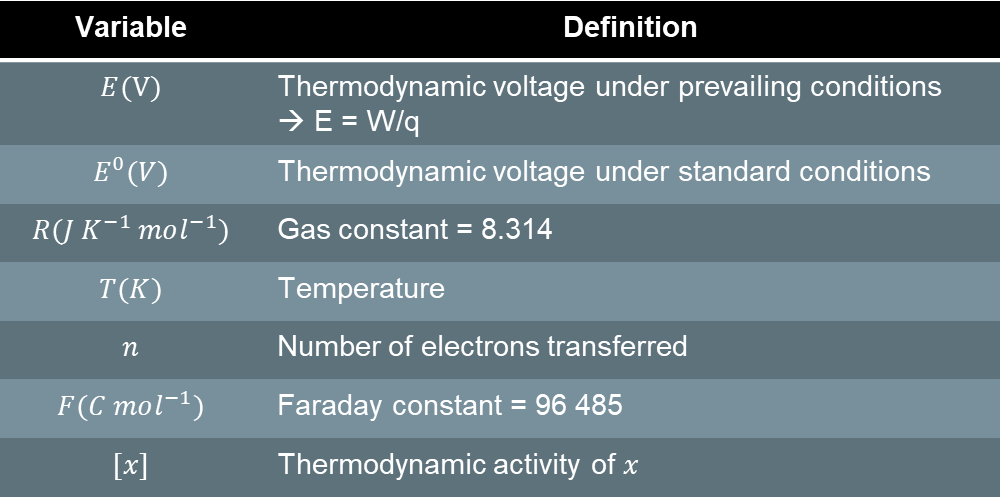 Variable Definition
E(V) Thermodynamic voltage under prevailing conditions
→ E = W/q
E⁰(V) Thermodynamic voltage under standard conditions
R(J K⁻¹ mol⁻¹) Gas constant = 8.314
T(K) Temperature
n Number of electrons transferred
F(C mol⁻¹) Faraday constant = 96 485
[x] Thermodynamic activity of x